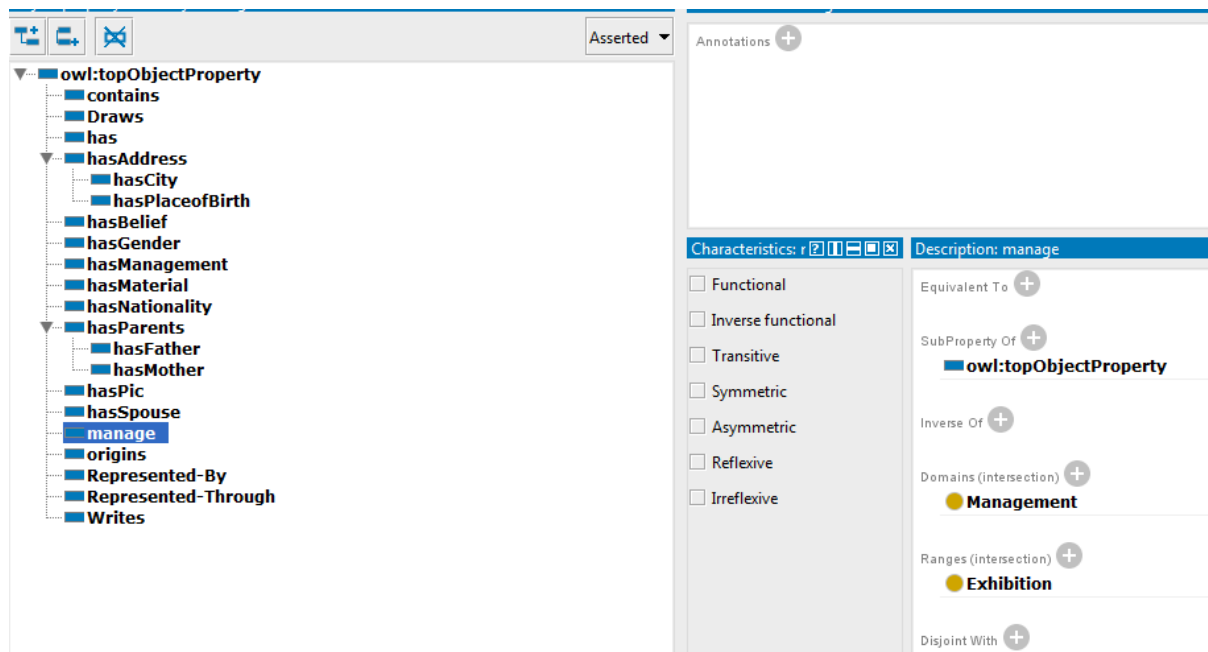 Asserted
owl:topObjectProperty
contains
Draws
has
hasAddress
hasCity
hasPlaceofBirth
hasBelief
hasGender
hasManagement
hasMaterial
hasNationality
hasParents
hasFather
hasMother
hasPic
hasSpouse
manage
origins
Represented-By
Represented-Through
Writes
Annotations
Characteristics: r
Functional
Inverse functional
Transitive
Symmetric
Asymmetric
Reflexive
Irreflexive
Description: manage
Equivalent To
SubProperty Of
owl:topObjectProperty
Inverse Of
Domains (intersection)
Management
Ranges (intersection)
Exhibition
Disjoint With